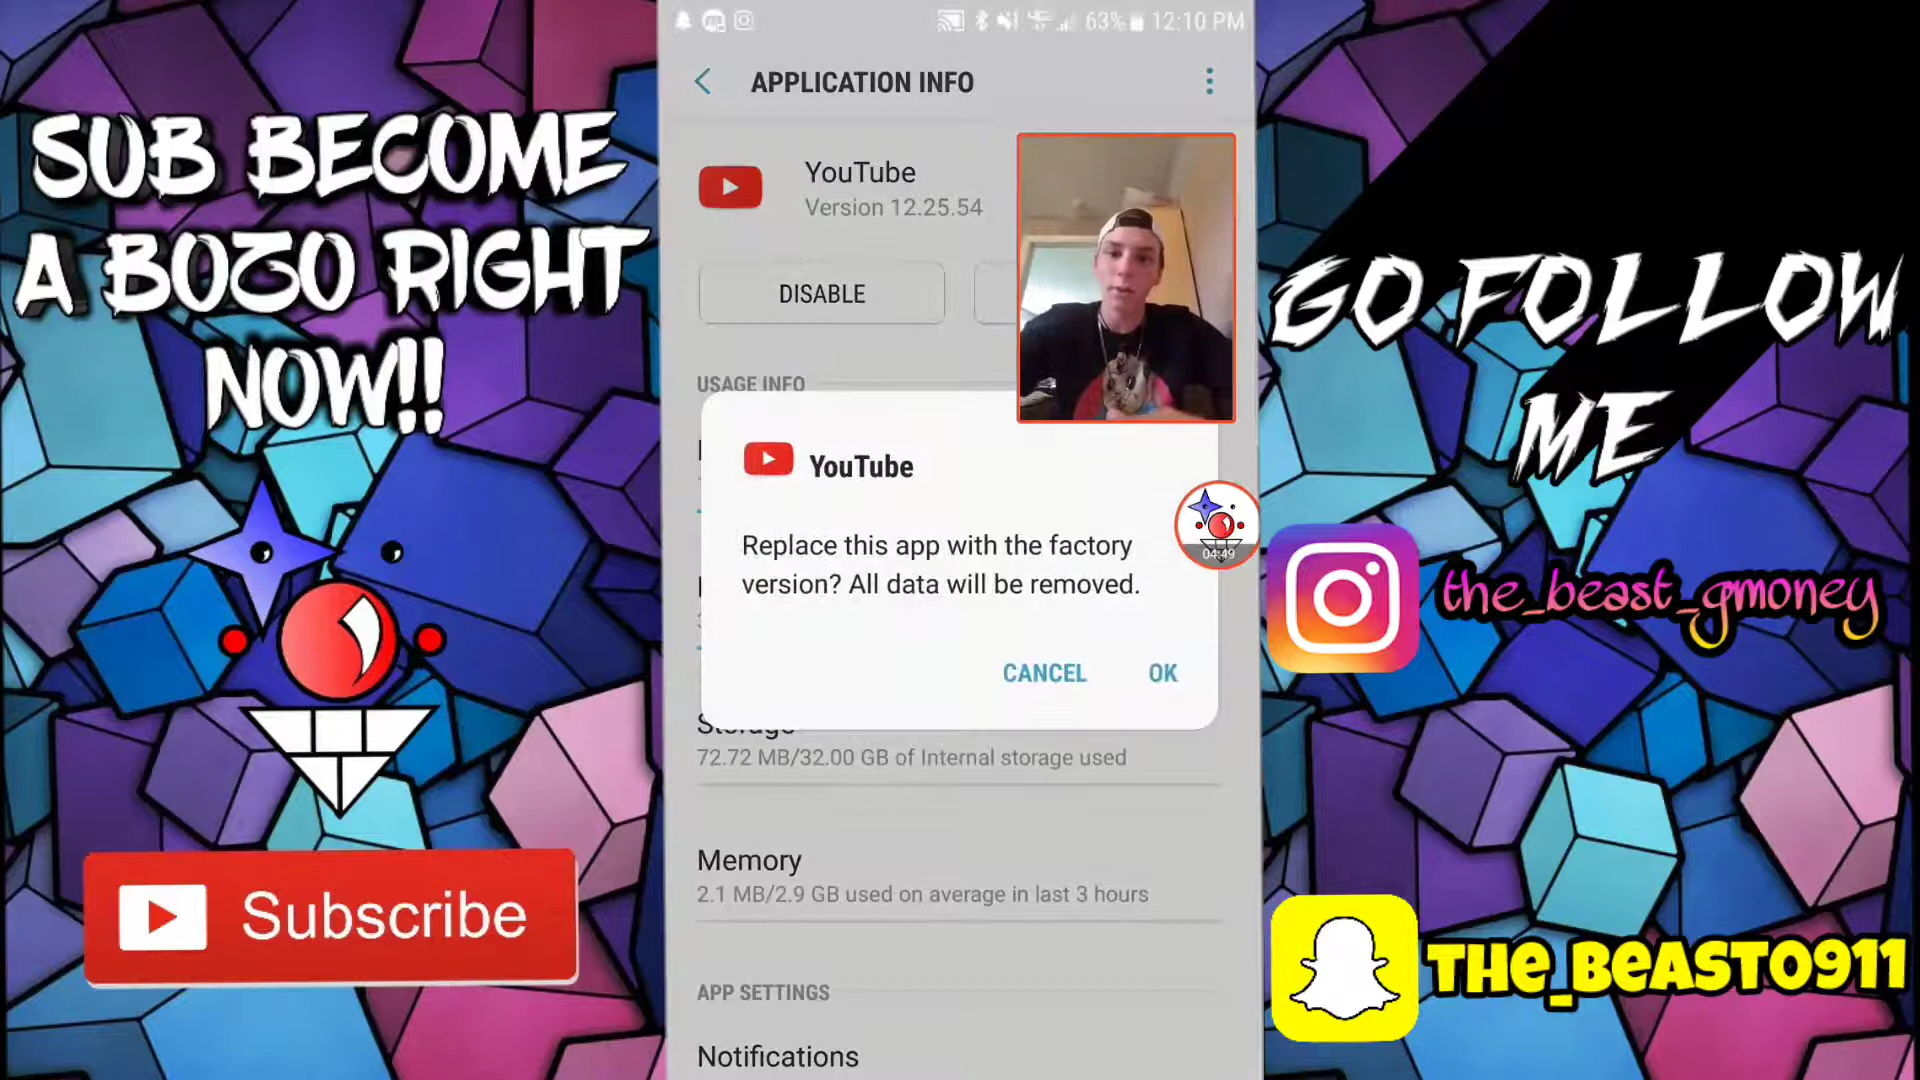 SUB BECOME
A BOZO RIGHT
NOW!!
Subscribe
63% 12:10 PM
APPLICATION INFO
YouTube
Version 12.25.54
DISABLE
USAGE INFO
YouTube
Replace this app with the factory
version? All data will be removed.
CANCEL OK
04:49
Storage
72.72 MB/32.00 GB of Internal storage used
Memory
2.1 MB/2.9 GB used on average in last 3 hours
APP SETTINGS
Notifications
GO FOLLOW
ME
the_beast_gmoney
THE_BEAST0911